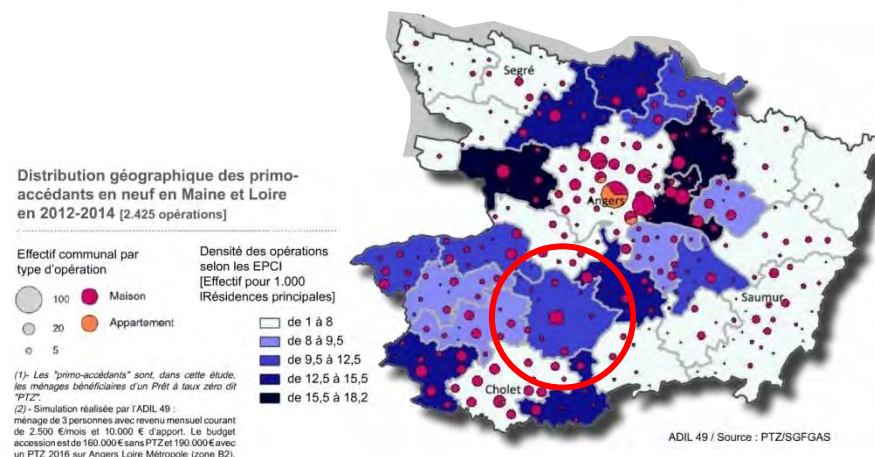 Distribution géographique des primo-
accédants en neuf en Maine et Loire
en 2012-2014 [2.425 opérations]
Effectif communal par
type d'opération
100
20
5
Maison
Appartement
Densité des opérations
selon les EPCI
[Effectif pour 1.000
lRésidences principales]
de 1 à 8
de 8 à 9,5
de 9,5 à 12,5
de 12,5 à 15,5
de 15,5 à 18,2
(1)- Les "primo-accédants" sont, dans cette étude,
les ménages bénéficiaires d'un Prêt à taux zéro dit
"PTZ".
(2) - Simulation réalisée par l'ADIL 49 :
ménage de 3 personnes avec revenu mensuel courant
de 2.500 €/mois et 10.000 € d'apport. Le budget
accession est de 160.000 € sans PTZ et 190.000 € avec
un PTZ 2016 sur Angers Loire Métropole (zone B2).
Segré
Angers
Saumur
Cholet
ADIL 49 / Source : PTZ/SGFGAS